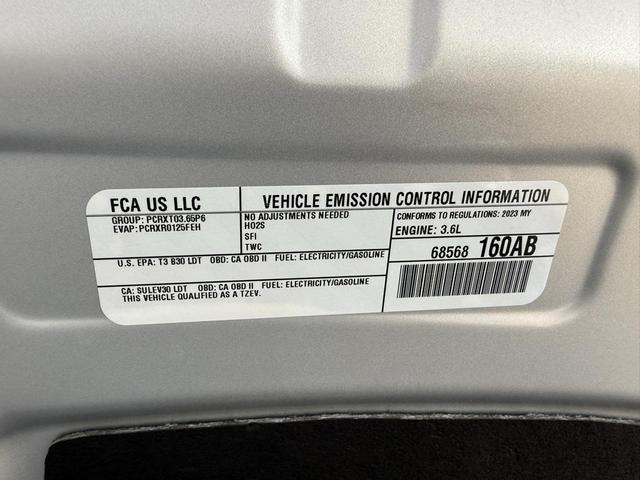 FCA US LLC
VEHICLE EMISSION CONTROL INFORMATION
GROUP: PCRXT03.65P6
EVAP: PCRXR0125FEH
NO ADJUSTMENTS NEEDED
HO2S
SFI
TWC
CONFORMS TO REGULATIONS: 2023 MY
ENGINE: 3.6L
68568 160AB
U.S. EPA: T3 B30 LDT OBD: CA OBD II FUEL: ELECTRICITY/GASOLINE
CA: SULEV30 LDT OBD: CA OBD II FUEL: ELECTRICITY/GASOLINE
THIS VEHICLE QUALIFIED AS A TZEV.